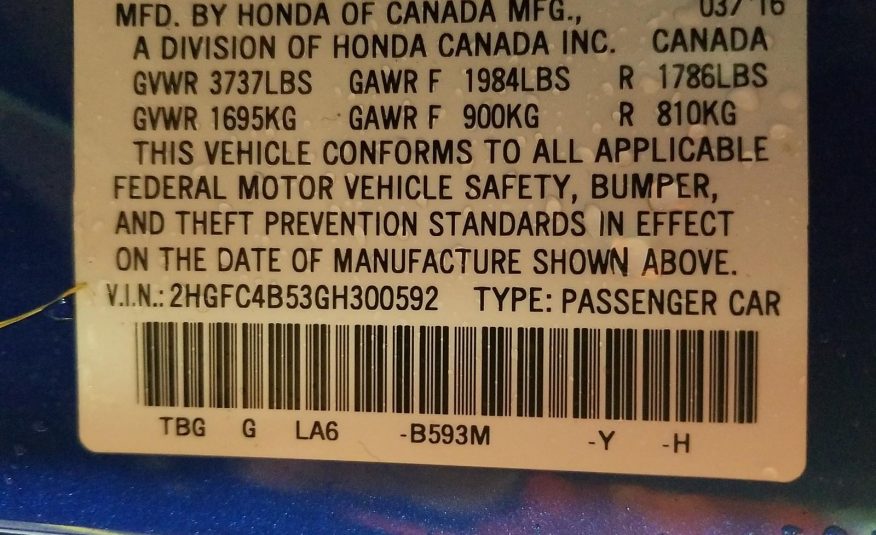 MFD. BY HONDA OF CANADA MFG., 03/16
A DIVISION OF HONDA CANADA INC. CANADA
GVWR 3737LBS GAWR F 1984LBS R 1786LBS
GVWR 1695KG GAWR F 900KG R 810KG
THIS VEHICLE CONFORMS TO ALL APPLICABLE
FEDERAL MOTOR VEHICLE SAFETY, BUMPER,
AND THEFT PREVENTION STANDARDS IN EFFECT
ON THE DATE OF MANUFACTURE SHOWN ABOVE.
V.I.N.: 2HGFC4B53GH300592 TYPE: PASSENGER CAR
TBG G LA6 -B593M -Y -H